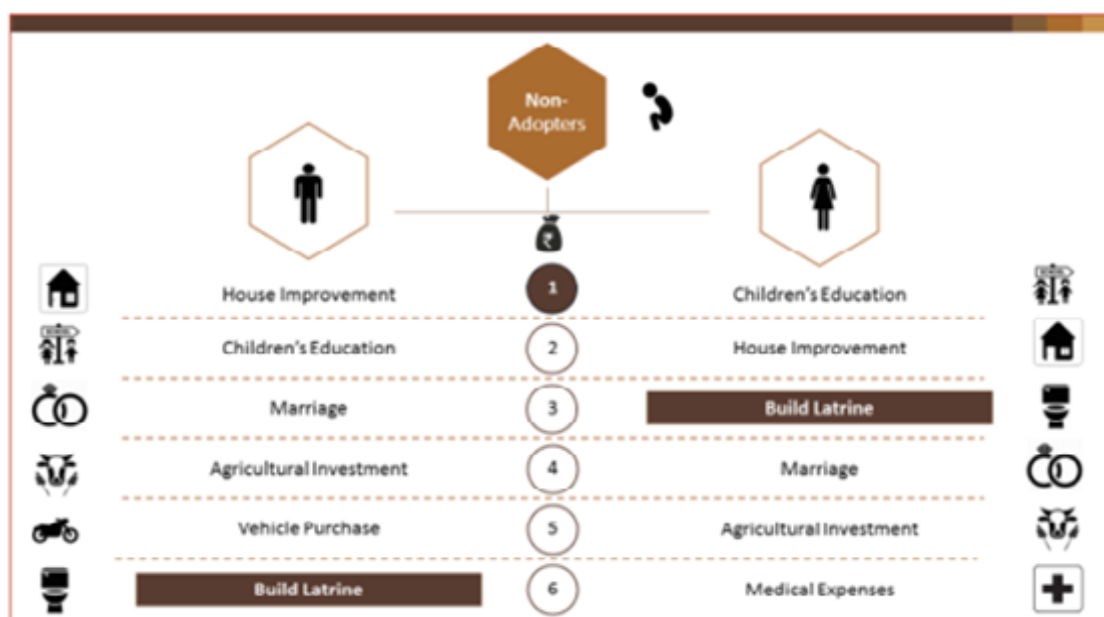 Non-
Adopters
₹
House Improvement 1 Children's Education
Children's Education 2 House Improvement
Marriage 3 Build Latrine
Agricultural Investment 4 Marriage
Vehicle Purchase 5 Agricultural Investment
Build Latrine 6 Medical Expenses